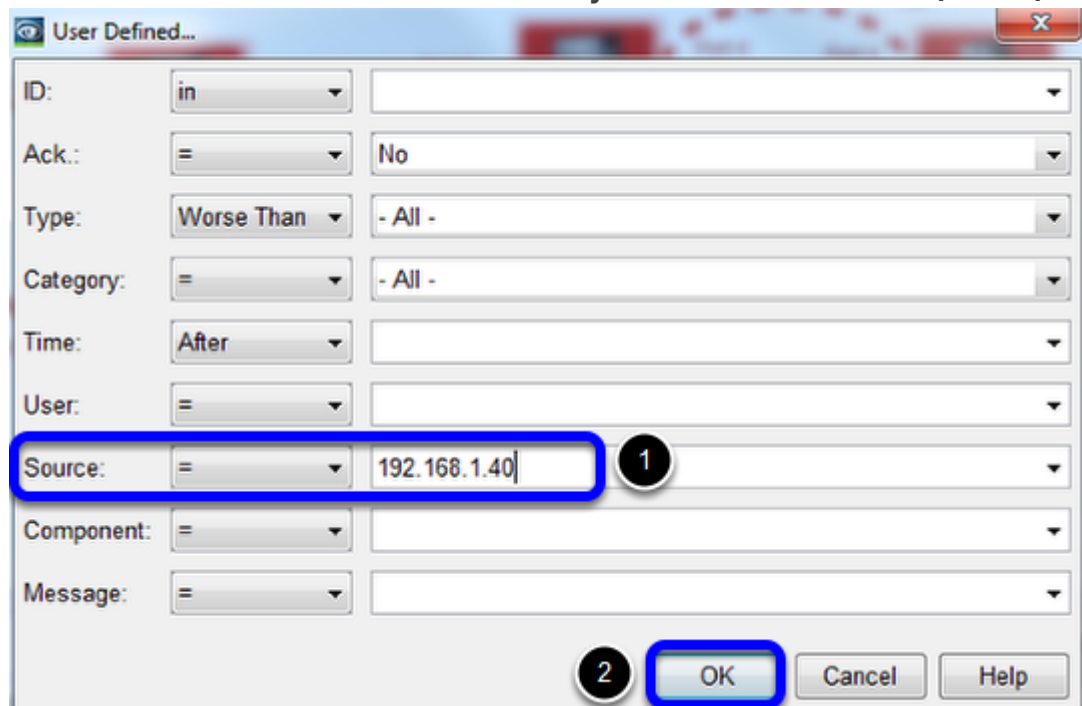 User Defined...
ID: in
Ack.: = No
Type: Worse Than - All -
Category: = - All -
Time: After
User: =
Source: = 192.168.1.40 1
Component: =
Message: =
2 OK Cancel Help